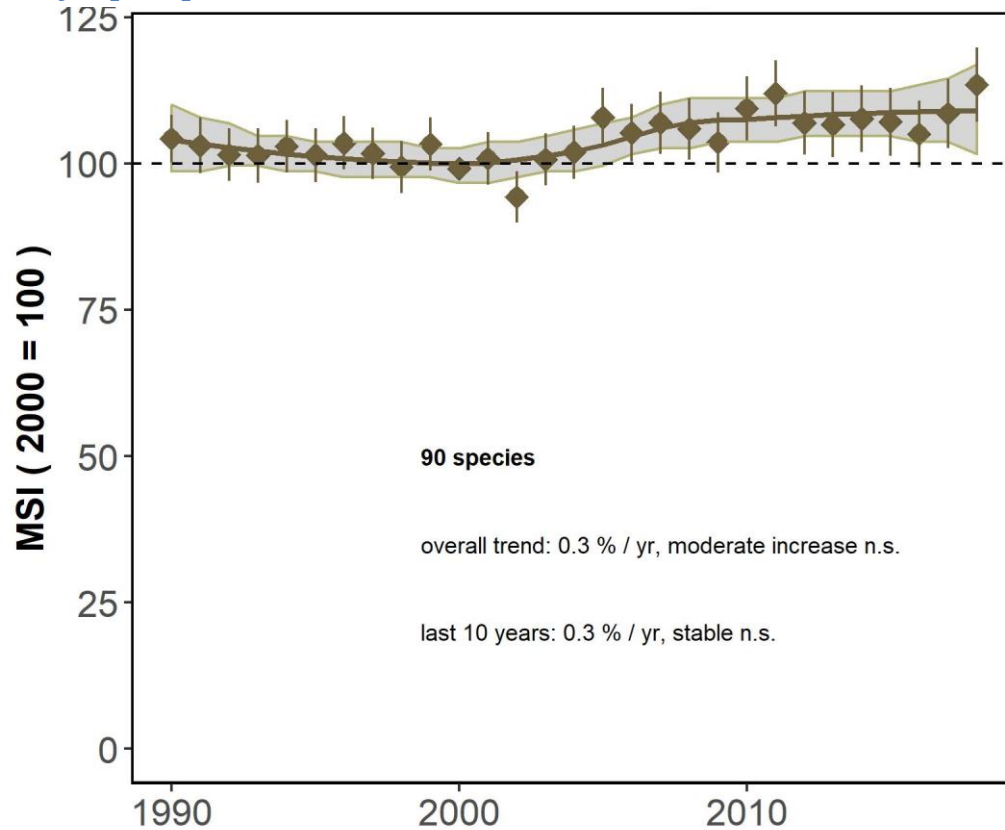 125
100
75
50
25
0
MSI ( 2000 = 100 )
90 species
overall trend: 0.3 % / yr, moderate increase n.s.
last 10 years: 0.3 % / yr, stable n.s.
1990
2000
2010